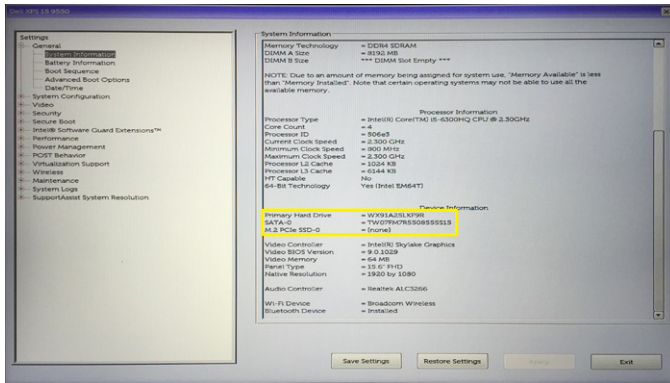 Dell XPS 15 9550
Settings
General
System Information
Battery Information
Boot Sequence
Advanced Boot Options
Date/Time
System Configuration
Video
Security
Secure Boot
Intel® Software Guard Extensions™
Performance
Power Management
POST Behavior
Virtualization Support
Wireless
Maintenance
System Logs
SupportAssist System Resolution
System Information
Memory Technology = DDR4 SDRAM
DIMM A Size = 8192 MB
DIMM B Size *** DIMM Slot Empty ***
NOTE: Due to an amount of memory being assigned for system use, "Memory Available" is less
than "Memory Installed". Note that certain operating systems may not be able to use all the
available memory.
Processor Information
Processor Type = Intel(R) Core(TM) i5-6300HQ CPU @ 2.30GHz
Core Count = 4
Processor ID = 506e3
Current Clock Speed = 2.300 GHz
Minimum Clock Speed = 800 MHz
Maximum Clock Speed = 2.300 GHz
Processor L2 Cache = 1024 KB
Processor L3 Cache = 6144 KB
HT Capable No
64-Bit Technology Yes (Intel EM64T)
Device Information
Primary Hard Drive =
SATA-0 =
M.2 PCIe SSD-0 = (none)
Video Controller = Intel(R) Skylake Graphics
Video BIOS Version = 9.0.1029
Video Memory = 64 MB
Panel Type = 15.6" FHD
Native Resolution = 1920 by 1080
Audio Controller = Realtek ALC3266
Wi-Fi Device = Broadcom Wireless
Bluetooth Device = Installed
Save Settings
Restore Settings
Apply
Exit